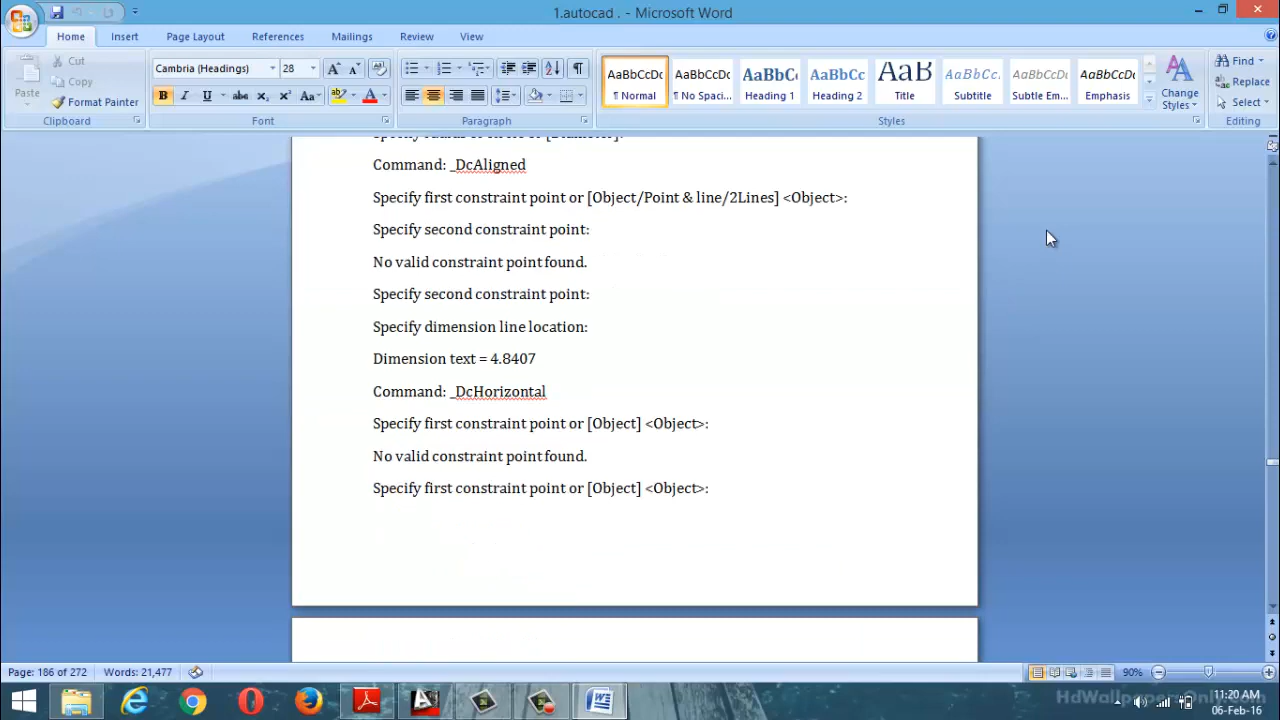 1.autocad . - Microsoft Word
Home Insert Page Layout References Mailings Review View
Paste
Cut
Copy
Format Painter
Clipboard
Cambria (Headings) 28
Font
Paragraph
AaBbCcDc AaBbCcDc AaBbCc AaBbCc AaB AaBbCc. AaBbCcDc AaBbCcDc
¶ Normal ¶ No Spaci... Heading 1 Heading 2 Title Subtitle Subtle Em... Emphasis
Change Styles
Styles
Find
Replace
Select
Editing
Command: _DcAligned
Specify first constraint point or [Object/Point & line/2Lines] <Object>:
Specify second constraint point:
No valid constraint point found.
Specify second constraint point:
Specify dimension line location:
Dimension text = 4.8407
Command: _DcHorizontal
Specify first constraint point or [Object] <Object>:
No valid constraint point found.
Specify first constraint point or [Object] <Object>:
Page: 186 of 272 Words: 21,477 90%
HdWallpapersOnly.com
11:20 AM
06-Feb-16